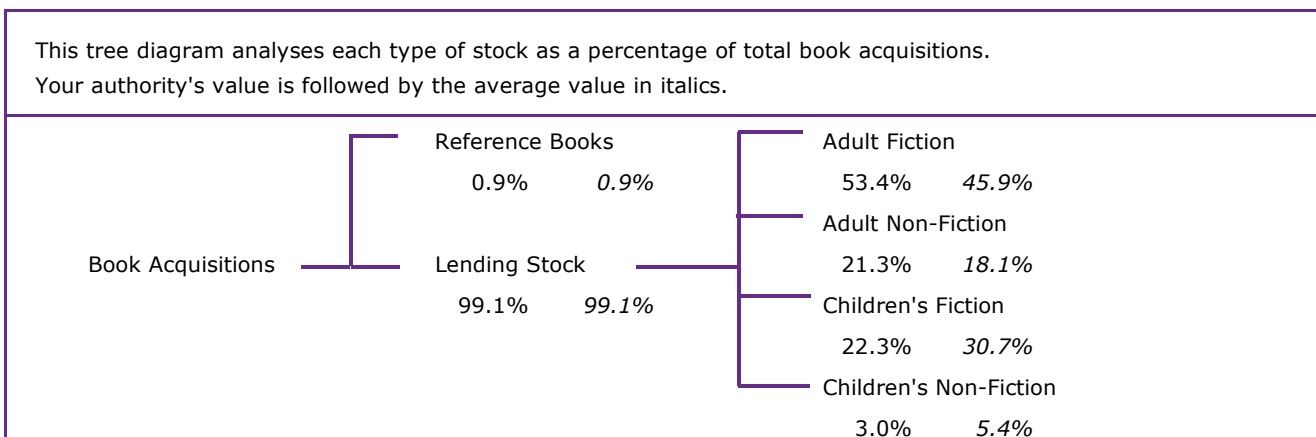 This tree diagram analyses each type of stock as a percentage of total book acquisitions.
Your authority's value is followed by the average value in italics.
Reference Books
0.9% 0.9%
Book Acquisitions
Lending Stock
99.1% 99.1%
Adult Fiction
53.4% 45.9%
Adult Non-Fiction
21.3% 18.1%
Children's Fiction
22.3% 30.7%
Children's Non-Fiction
3.0% 5.4%